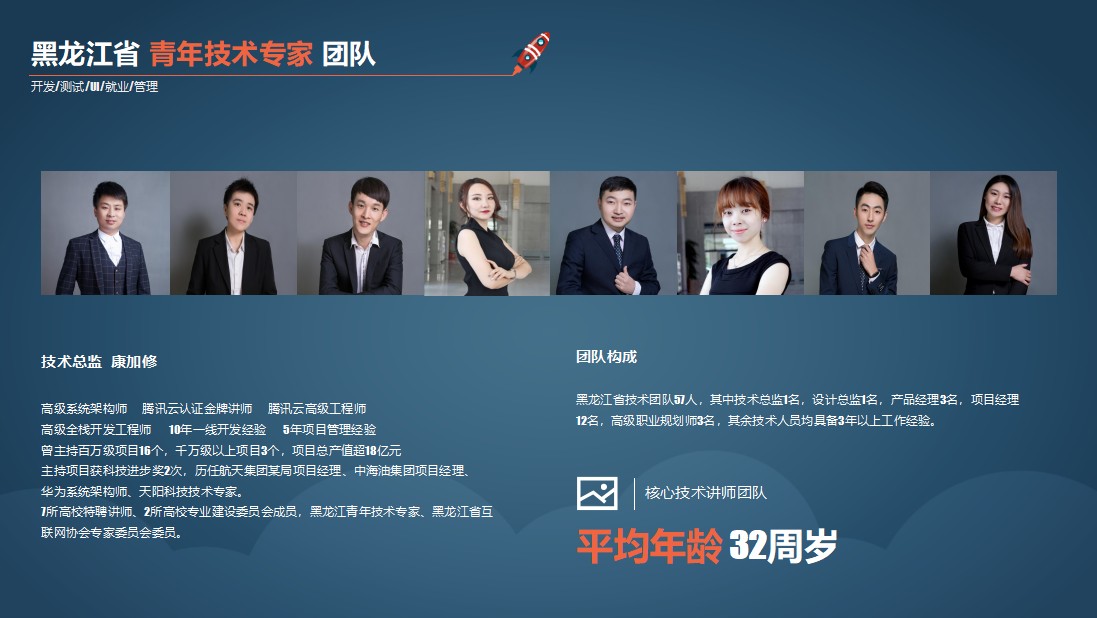 黑龙江省 青年技术专家 团队
开发/测试/UI/就业/管理
技术总监 康加修
高级系统架构师 腾讯云认证金牌讲师 腾讯云高级工程师
高级全栈开发工程师 10年一线开发经验 5年项目管理经验
曾主持百万级项目16个，千万级以上项目3个，项目总产值超18亿元
主持项目获科技进步奖2次，历任航天集团某局项目经理、中海油集团项目经理、
华为系统架构师、天阳科技技术专家。
7所高校特聘讲师、2所高校专业建设委员会成员，黑龙江青年技术专家、黑龙江省互
联网协会专家委员会委员。
团队构成
黑龙江省技术团队57人，其中技术总监1名，设计总监1名，产品经理3名，项目经理
12名，高级职业规划师3名，其余技术人员均具备3年以上工作经验。
核心技术讲师团队
平均年龄 32周岁